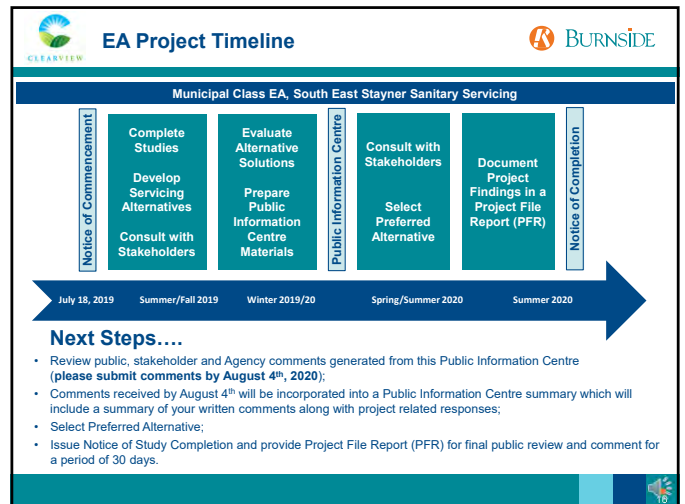 CLEARVIEW
EA Project Timeline
BURNSIDE
Municipal Class EA, South East Stayner Sanitary Servicing
Notice of Commencement
Complete
Studies
Develop
Servicing
Alternatives
Consult with
Stakeholders
Evaluate
Alternative
Solutions
Prepare
Public
Information
Centre
Materials
Public Information Centre
Consult with
Stakeholders
Select
Preferred
Alternative
Document
Project
Findings in a
Project File
Report (PFR)
Notice of Completion
July 18, 2019
Summer/Fall 2019
Winter 2019/20
Spring/Summer 2020
Summer 2020
Next Steps….
• Review public, stakeholder and Agency comments generated from this Public Information Centre
(please submit comments by August 4th, 2020);
• Comments received by August 4th will be incorporated into a Public Information Centre summary which will
include a summary of your written comments along with project related responses;
• Select Preferred Alternative;
• Issue Notice of Study Completion and provide Project File Report (PFR) for final public review and comment for
a period of 30 days.
16